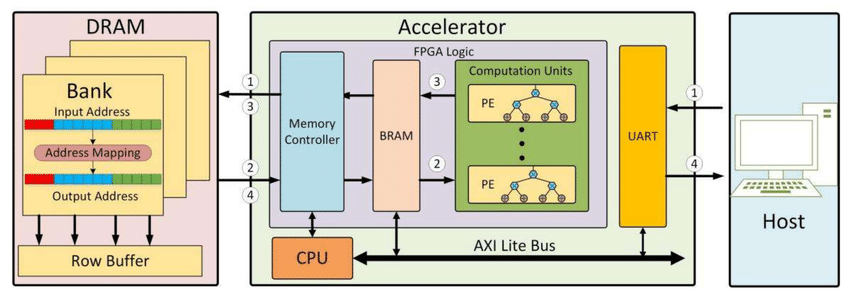 DRAM
Bank
Input Address
Address Mapping
Output Address
Row Buffer
1
3
2
4
Accelerator
FPGA Logic
Memory
Controller
BRAM
3
2
Computation Units
PE
PE
UART
CPU
AXI Lite Bus
1
4
Host